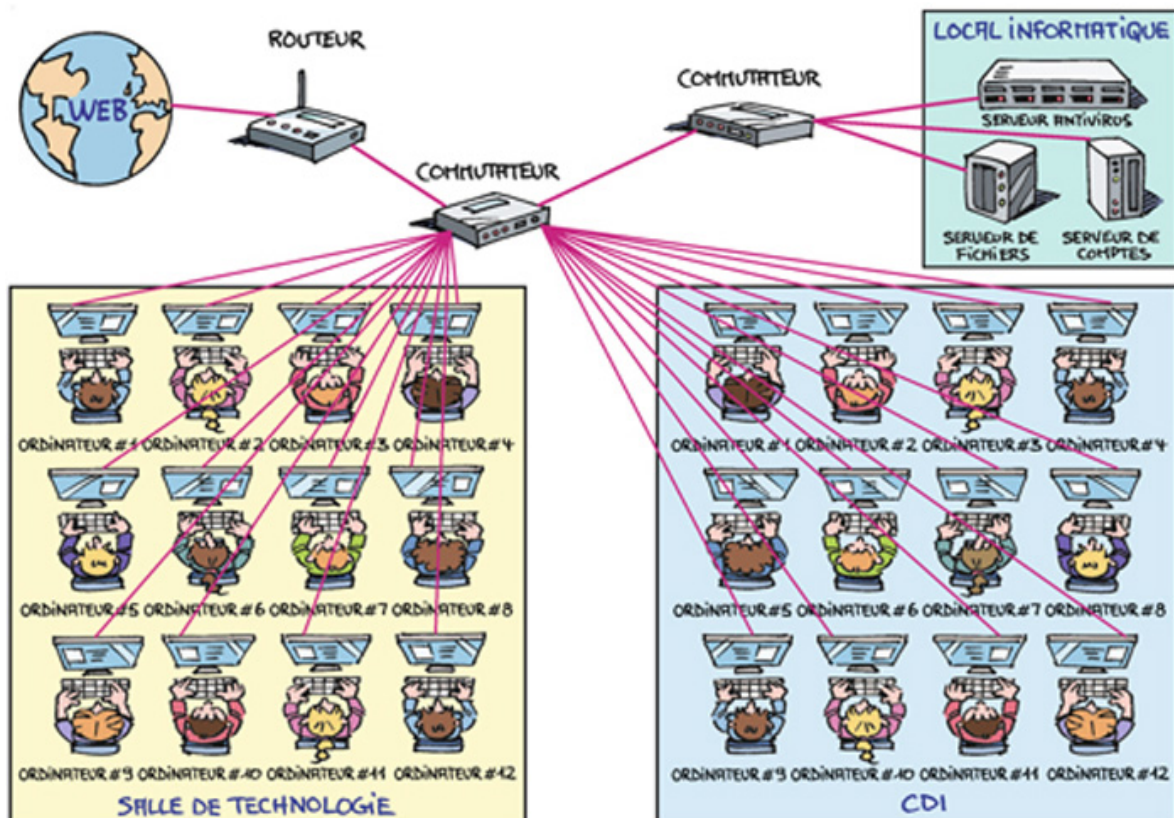 WEB
ROUTEUR
COMMUTATEUR
COMMUTATEUR
LOCAL INFORMATIQUE
SERVEUR ANTIVIRUS
SERVEUR DE
FICHIERS
SERVEUR DE
COMPTES
ORDINATEUR #1 ORDINATEUR #2 ORDINATEUR #3 ORDINATEUR #4
ORDINATEUR #5 ORDINATEUR #6 ORDINATEUR #7 ORDINATEUR #8
ORDINATEUR #9 ORDINATEUR #10 ORDINATEUR #11 ORDINATEUR #12
SALLE DE TECHNOLOGIE
ORDINATEUR #1 ORDINATEUR #2 ORDINATEUR #3 ORDINATEUR #4
ORDINATEUR #5 ORDINATEUR #6 ORDINATEUR #7 ORDINATEUR #8
ORDINATEUR #9 ORDINATEUR #10 ORDINATEUR #11 ORDINATEUR #12
CDI